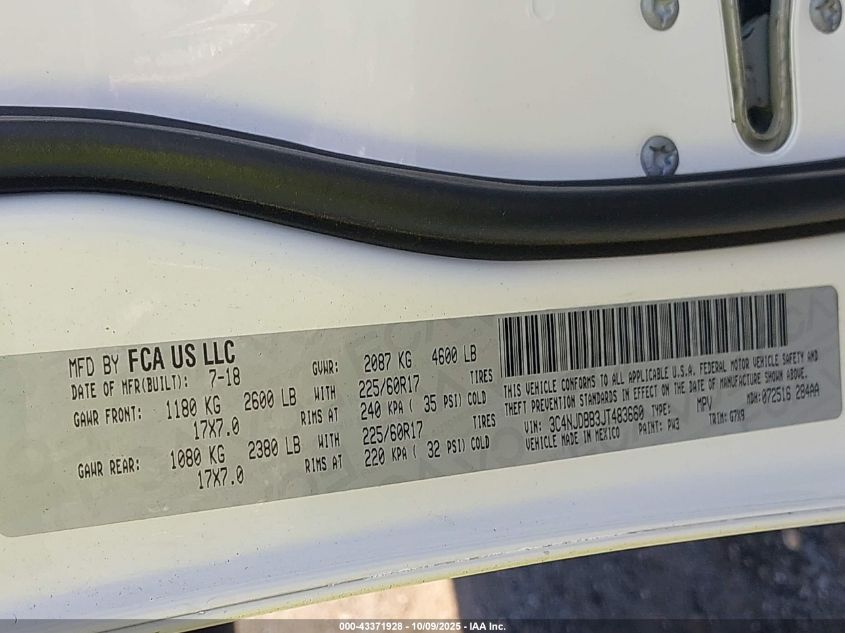 MFD BY FCA US LLC
DATE OF MFR(BUILT): 7-18
GVWR: 2087 KG 4600 LB
GAWR FRONT: 1180 KG 2600 LB WITH 225/60R17 TIRES
17X7.0 RIMS AT 240 KPA ( 35 PSI) COLD
GAWR REAR: 1080 KG 2380 LB WITH 225/60R17 TIRES
17X7.0 RIMS AT 220 KPA ( 32 PSI) COLD
THIS VEHICLE CONFORMS TO ALL APPLICABLE U.S.A. FEDERAL MOTOR VEHICLE SAFETY AND
THEFT PREVENTION STANDARDS IN EFFECT ON THE DATE OF MANUFACTURE SHOWN ABOVE.
VIN: 3C4NJDBB3JT483660 TYPE: MPV MDH: 072516 284AA
VEHICLE MADE IN MEXICO PAINT: PW3 TRIM: G7X9
000-43371928 - 10/09/2025 - IAA Inc.